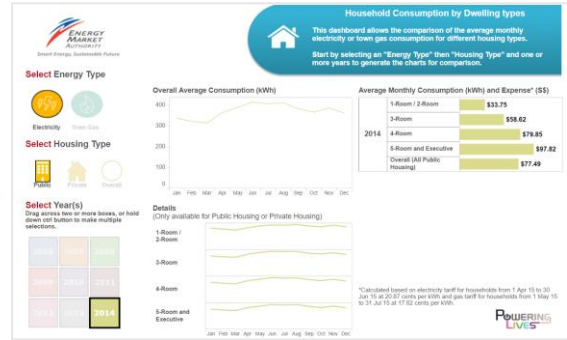 ENERGY
MARKET
AUTHORITY
Smart Energy, Sustainable Future
Household Consumption by Dwelling types
This dashboard allows the comparison of the average monthly
electricity or town gas consumption for different housing types.
Start by selecting an "Energy Type" then "Housing Type" and one or
more years to generate the charts for comparison.
Select Energy Type
Electricity
Town Gas
Select Housing Type
Public
Private
Overall
Select Year(s)
Drag across two or more boxes, or hold
down ctrl button to make multiple
selections.
2014
Overall Average Consumption (kWh)
400
300
200
100
0
Jan Feb Mar Apr May Jun Jul Aug Sep Oct Nov Dec
Details
(Only available for Public Housing or Private Housing)
1-Room /
2-Room
3-Room
4-Room
5-Room and
Executive
Jan Feb Mar Apr May Jun Jul Aug Sep Oct Nov Dec
Average Monthly Consumption (kWh) and Expense* (S$)
2014
1-Room / 2-Room $33.75
3-Room $58.62
4-Room $79.85
5-Room and Executive $97.82
Overall (All Public
Housing) $77.49
*Calculated based on electricity tariff for households from 1 Apr 15 to 30
Jun 15 at 20.87 cents per kWh and gas tariff for households from 1 May 15
to 31 Jul 15 at 17.62 cents per kWh.
POWERING
LIVES